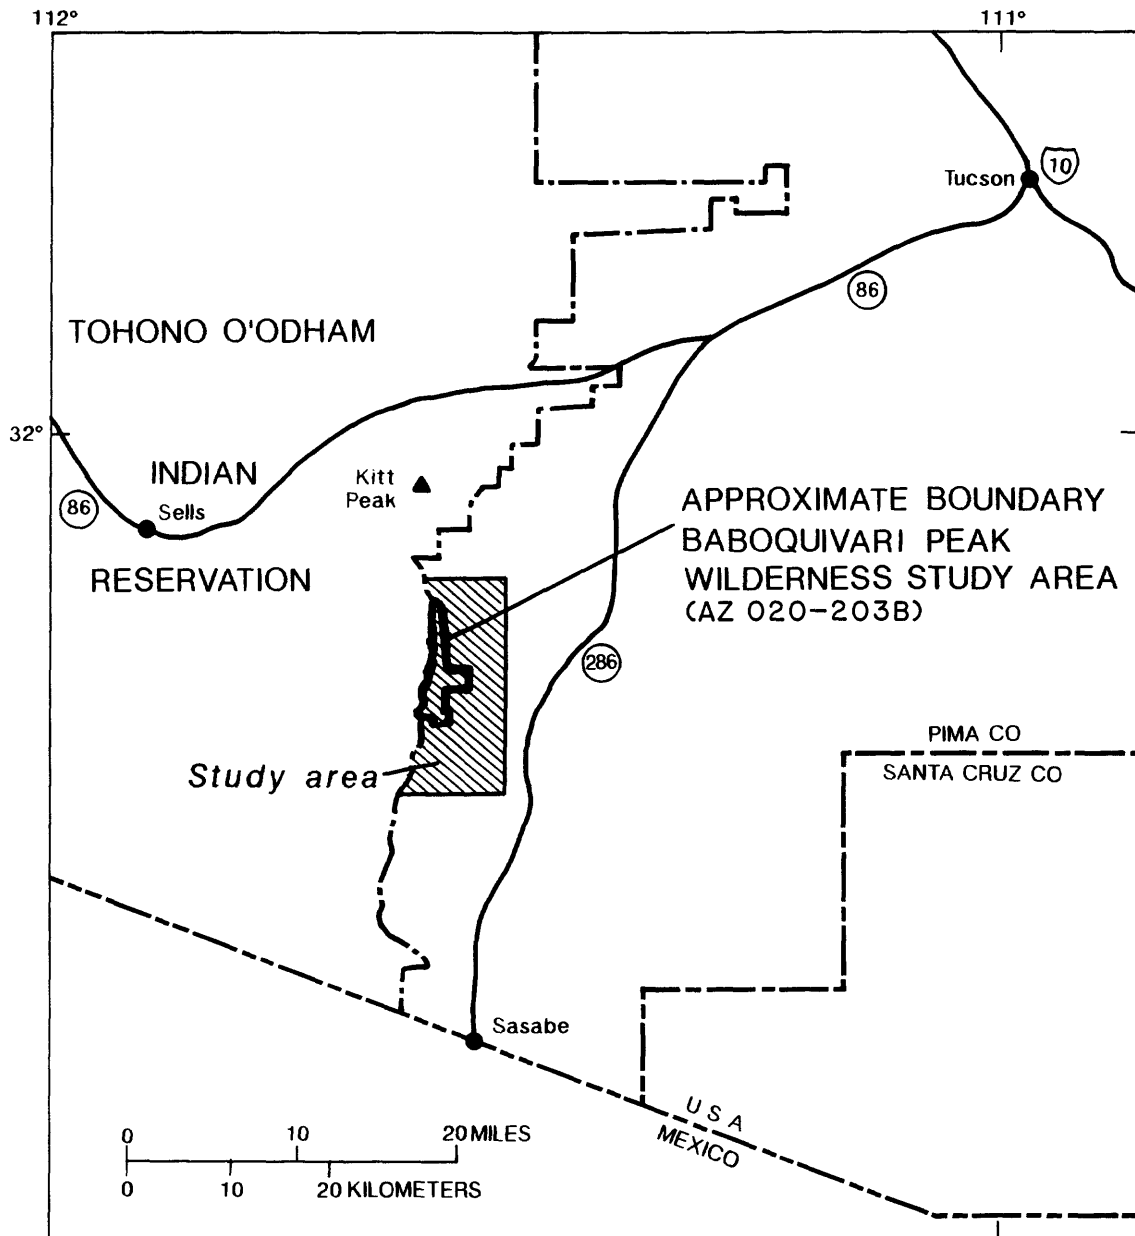 112°
111°
Tucson
10
86
TOHONO O'ODHAM
32°
INDIAN
Kitt
Peak
86
Sells
APPROXIMATE BOUNDARY
BABOQUIVARI PEAK
WILDERNESS STUDY AREA
(AZ 020-203B)
RESERVATION
286
PIMA CO
SANTA CRUZ CO
Study area
Sasabe
USA
MEXICO
0 10 20 MILES
0 10 20 KILOMETERS